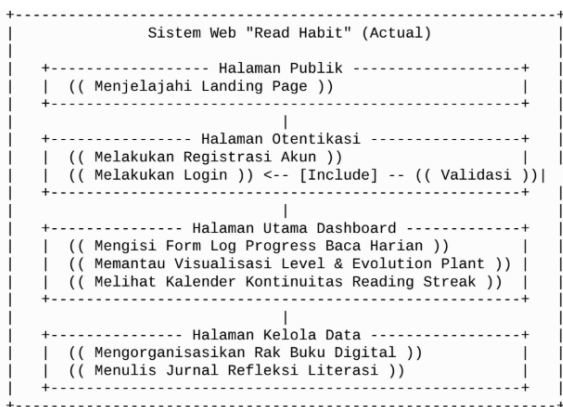 Sistem Web "Read Habit" (Actual)
Halaman Publik
(( Menjelajahi Landing Page ))
Halaman Otentikasi
(( Melakukan Registrasi Akun ))
(( Melakukan Login )) <-- [Include] -- (( Validasi ))
Halaman Utama Dashboard
(( Mengisi Form Log Progress Baca Harian ))
(( Memantau Visualisasi Level & Evolution Plant ))
(( Melihat Kalender Kontinuitas Reading Streak ))
Halaman Kelola Data
(( Mengorganisasikan Rak Buku Digital ))
(( Menulis Jurnal Refleksi Literasi ))